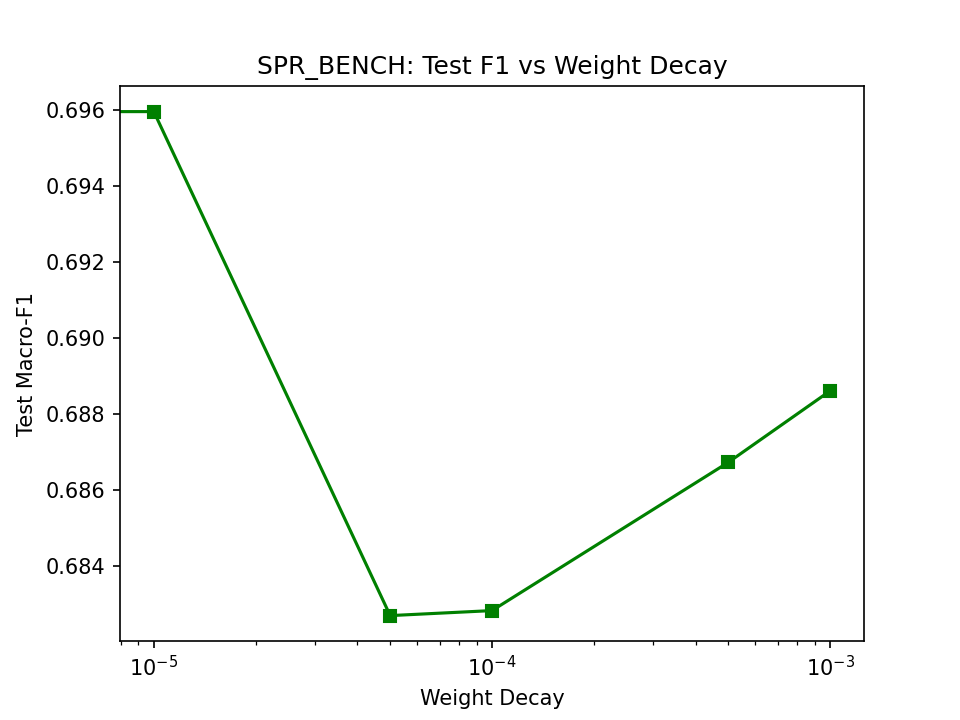 SPR_BENCH: Test F1 vs Weight Decay
Test Macro-F1
0.696
0.694
0.692
0.690
0.688
0.686
0.684
10⁻⁵ 10⁻⁴ 10⁻³
Weight Decay